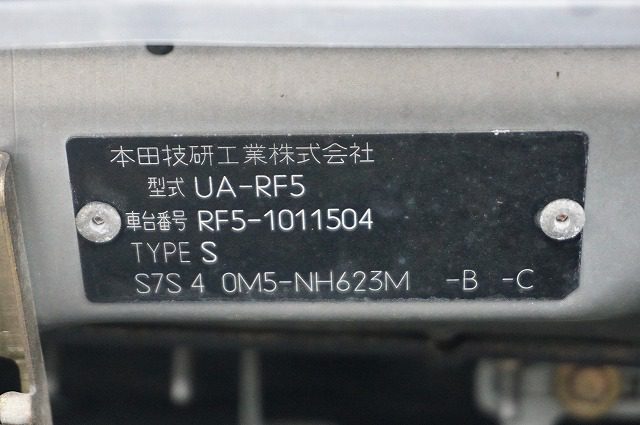 本田技研工業株式会社
型式 UA-RF5
車台番号 RF5-1011504
TYPE S
S7S 4 0M5-NH623M -B -C